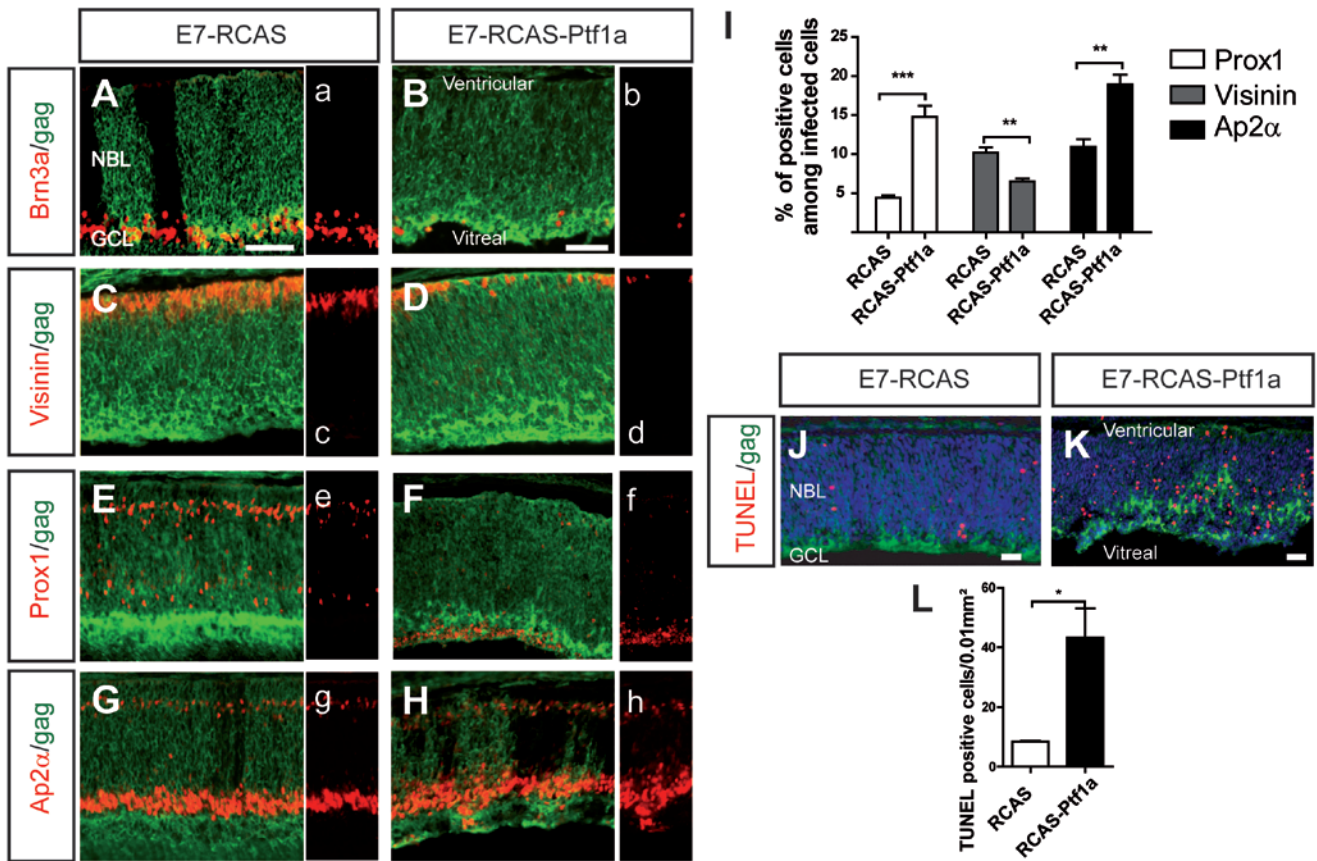 E7-RCAS
E7-RCAS-Ptf1a
Brn3a/gag
A
NBL
GCL
a
B
Ventricular
Vitreal
b
Visinin/gag
C
c
D
d
Prox1/gag
E
e
F
f
Ap2α/gag
G
g
H
h
I
% of positive cells
among infected cells
25
20
15
10
5
***
**
**
RCAS
RCAS-Ptf1a
RCAS
RCAS-Ptf1a
RCAS
RCAS-Ptf1a
Prox1
Visinin
Ap2α
E7-RCAS
E7-RCAS-Ptf1a
TUNEL/gag
J
NBL
GCL
K
Ventricular
Vitreal
L
TUNEL positive cells/0.01mm²
60
40
20
0
*
RCAS
RCAS-Ptf1a